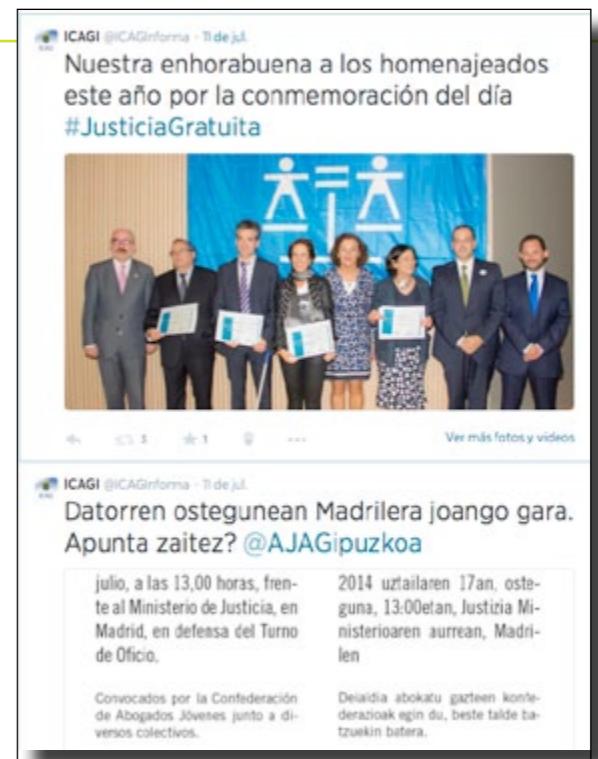 ICAGI @ICAGInforma · 11 de jul.
Nuestra enhorabuena a los homenajeados
este año por la conmemoración del día
#JusticiaGratuita
3
1
Ver más fotos y vídeos
ICAGI @ICAGInforma · 11 de jul.
Datorren ostegunean Madrilera joango gara.
Apunta zaitez? @AJAGipuzkoa
julio, a las 13,00 horas, fren-
te al Ministerio de Justicia, en
Madrid, en defensa del Turno
de Oficio.
Convocados por la Confederación
de Abogados Jóvenes junto a di-
versos colectivos.
2014 uztailaren 17an, oste-
guna, 13:00etan, Justizia Mi-
nisterioaren aurrean, Madri-
len
Deialdia abokatu gazteen konfe-
derazioak egin du, beste talde ba-
tzuekin batera.